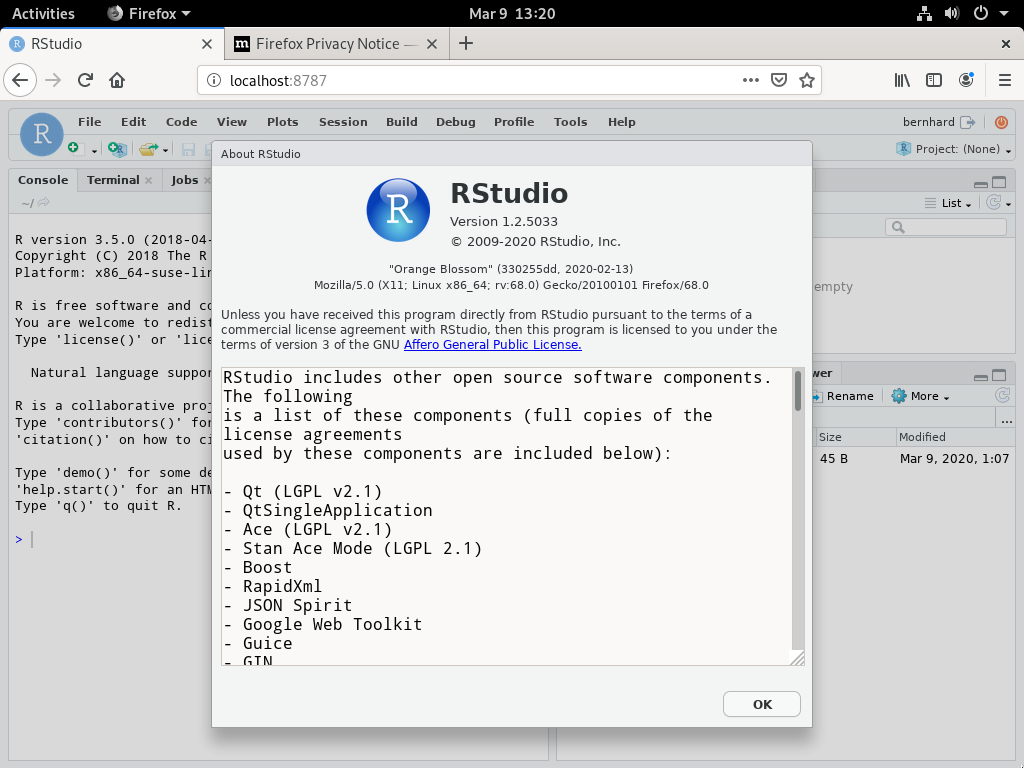 Activities
Firefox
Mar 9 13:20
RStudio
Firefox Privacy Notice —
localhost:8787
File Edit Code View Plots Session Build Debug Profile Tools Help
bernhard
Project: (None)
About RStudio
R
R
RStudio
Version 1.2.5033
© 2009-2020 RStudio, Inc.
"Orange Blossom" (330255dd, 2020-02-13)
Mozilla/5.0 (X11; Linux x86_64; rv:68.0) Gecko/20100101 Firefox/68.0
Unless you have received this program directly from RStudio pursuant to the terms of a
commercial license agreement with RStudio, then this program is licensed to you under the
terms of version 3 of the GNU Affero General Public License.
RStudio includes other open source software components.
The following
is a list of these components (full copies of the
license agreements
used by these components are included below):
- Qt (LGPL v2.1)
- QtSingleApplication
- Ace (LGPL v2.1)
- Stan Ace Mode (LGPL 2.1)
- Boost
- RapidXml
- JSON Spirit
- Google Web Toolkit
- Guice
- GIN
OK
Console Terminal Jobs
~/
R version 3.5.0 (2018-04-
Copyright (C) 2018 The R
Platform: x86_64-suse-lin
R is free software and co
You are welcome to redist
Type 'license()' or 'lice
Natural language suppor
R is a collaborative proj
Type 'contributors()' for
'citation()' on how to ci
Type 'demo()' for some de
'help.start()' for an HTM
Type 'q()' to quit R.
>
List
empty
wer
Rename More
...
Size Modified
45 B Mar 9, 2020, 1:07